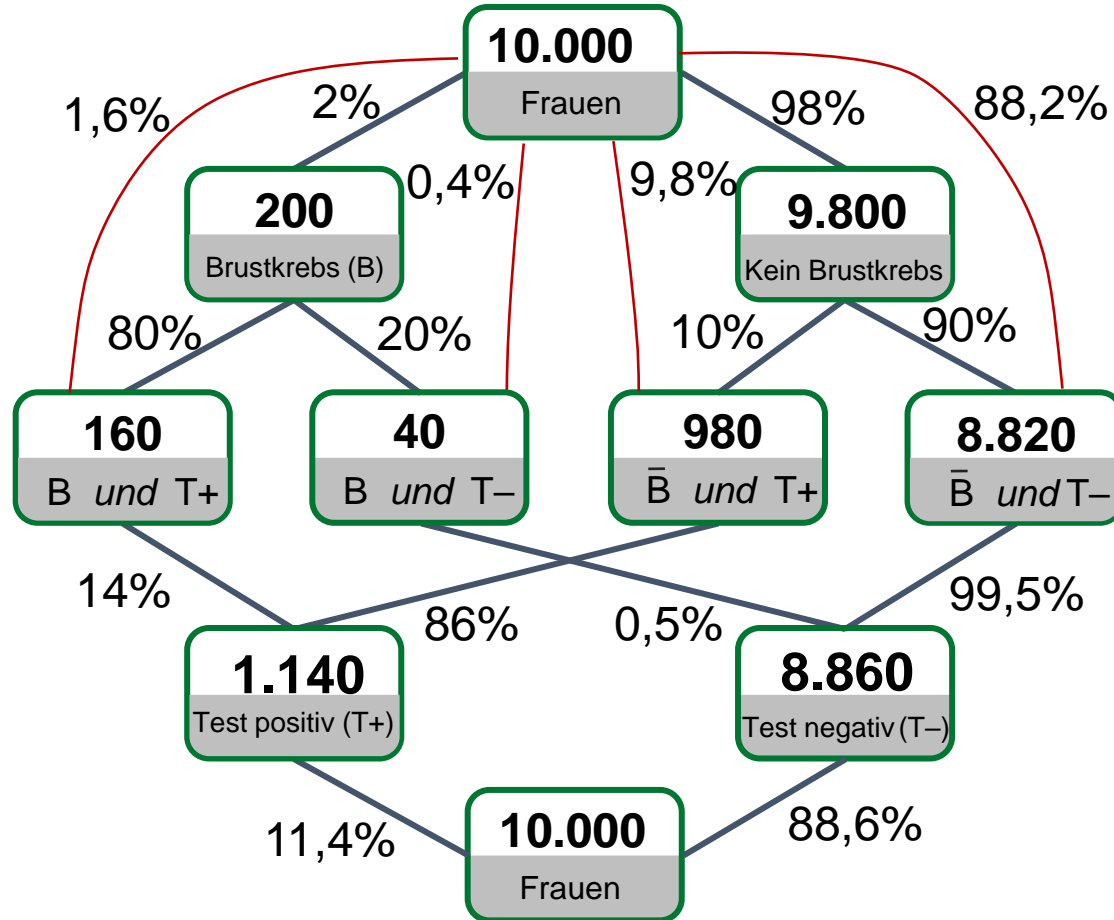 10.000
Frauen
1,6%
2%
98%
88,2%
0,4%
9,8%
200
Brustkrebs (B)
9.800
Kein Brustkrebs
80%
20%
10%
90%
160
B und T+
40
B und T–
980
B̄ und T+
8.820
B̄ und T–
14%
86%
0,5%
99,5%
1.140
Test positiv (T+)
8.860
Test negativ (T–)
11,4%
88,6%
10.000
Frauen